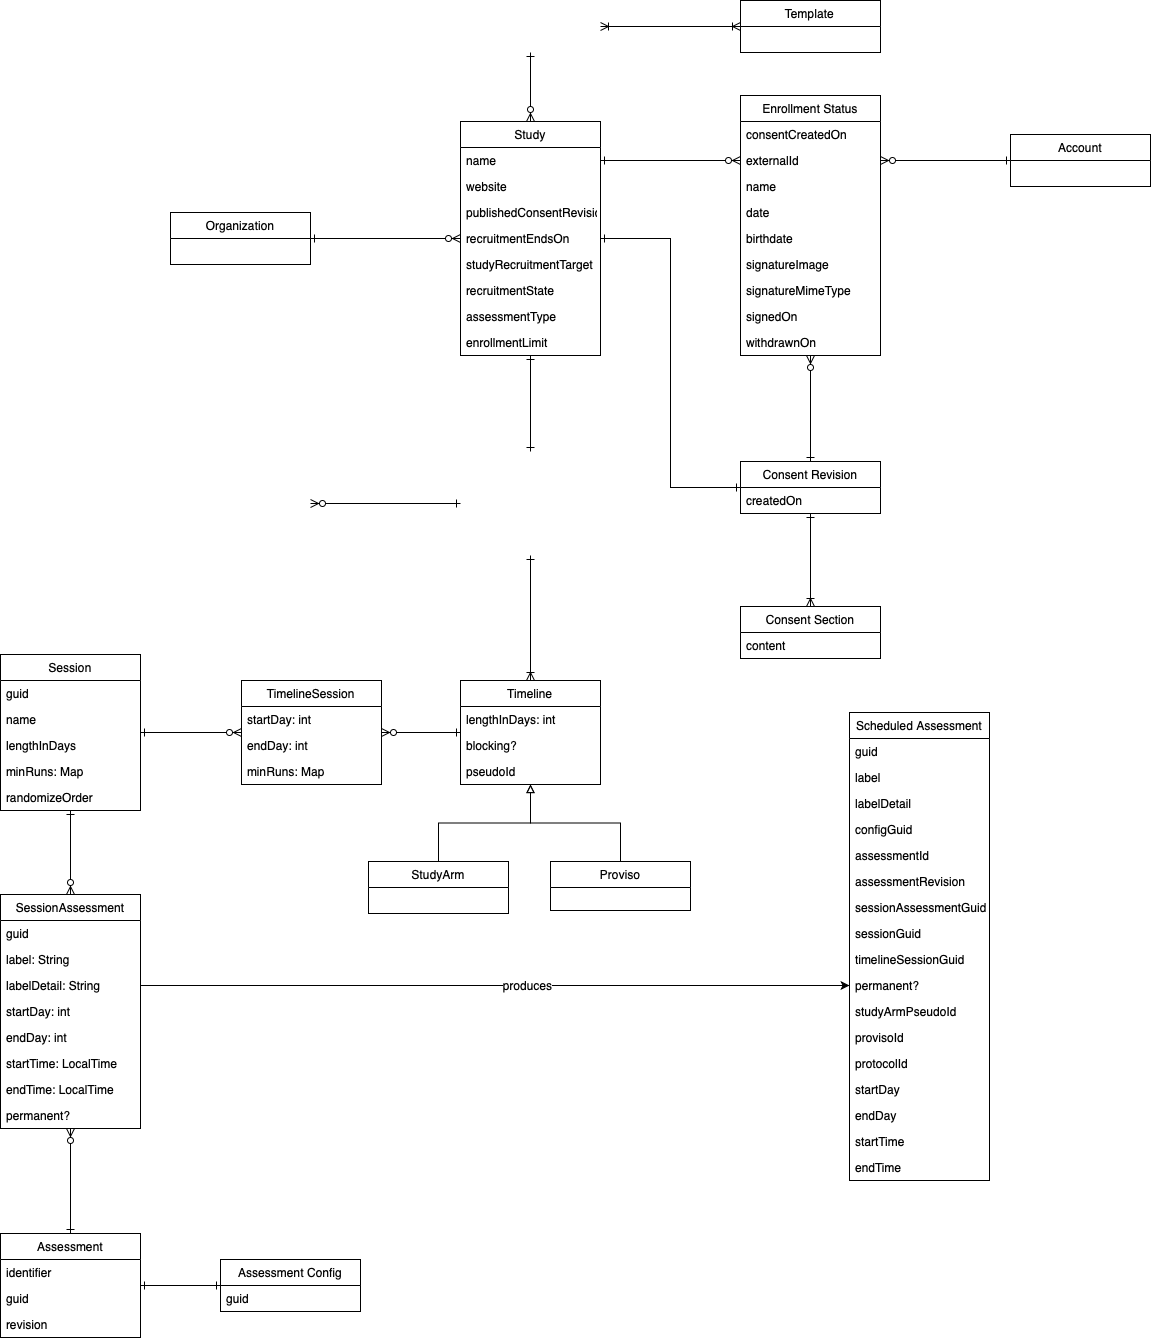 Template
Enrollment Status
consentCreatedOn
externalId
name
date
birthdate
signatureImage
signatureMimeType
signedOn
withdrawnOn
Account
Study
name
website
publishedConsentRevisi
recruitmentEndsOn
studyRecruitmentTarget
recruitmentState
assessmentType
enrollmentLimit
Organization
Consent Revision
createdOn
Consent Section
content
Session
guid
name
lengthInDays
minRuns: Map
randomizeOrder
TimelineSession
startDay: int
endDay: int
minRuns: Map
Timeline
lengthInDays: int
blocking?
pseudoId
StudyArm
Proviso
Scheduled Assessment
guid
label
labelDetail
configGuid
assessmentId
assessmentRevision
sessionAssessmentGuid
sessionGuid
timelineSessionGuid
permanent?
studyArmPseudoId
provisoId
protocolId
startDay
endDay
startTime
endTime
SessionAssessment
guid
label: String
labelDetail: String
startDay: int
endDay: int
startTime: LocalTime
endTime: LocalTime
permanent?
produces
Assessment
identifier
guid
revision
Assessment Config
guid